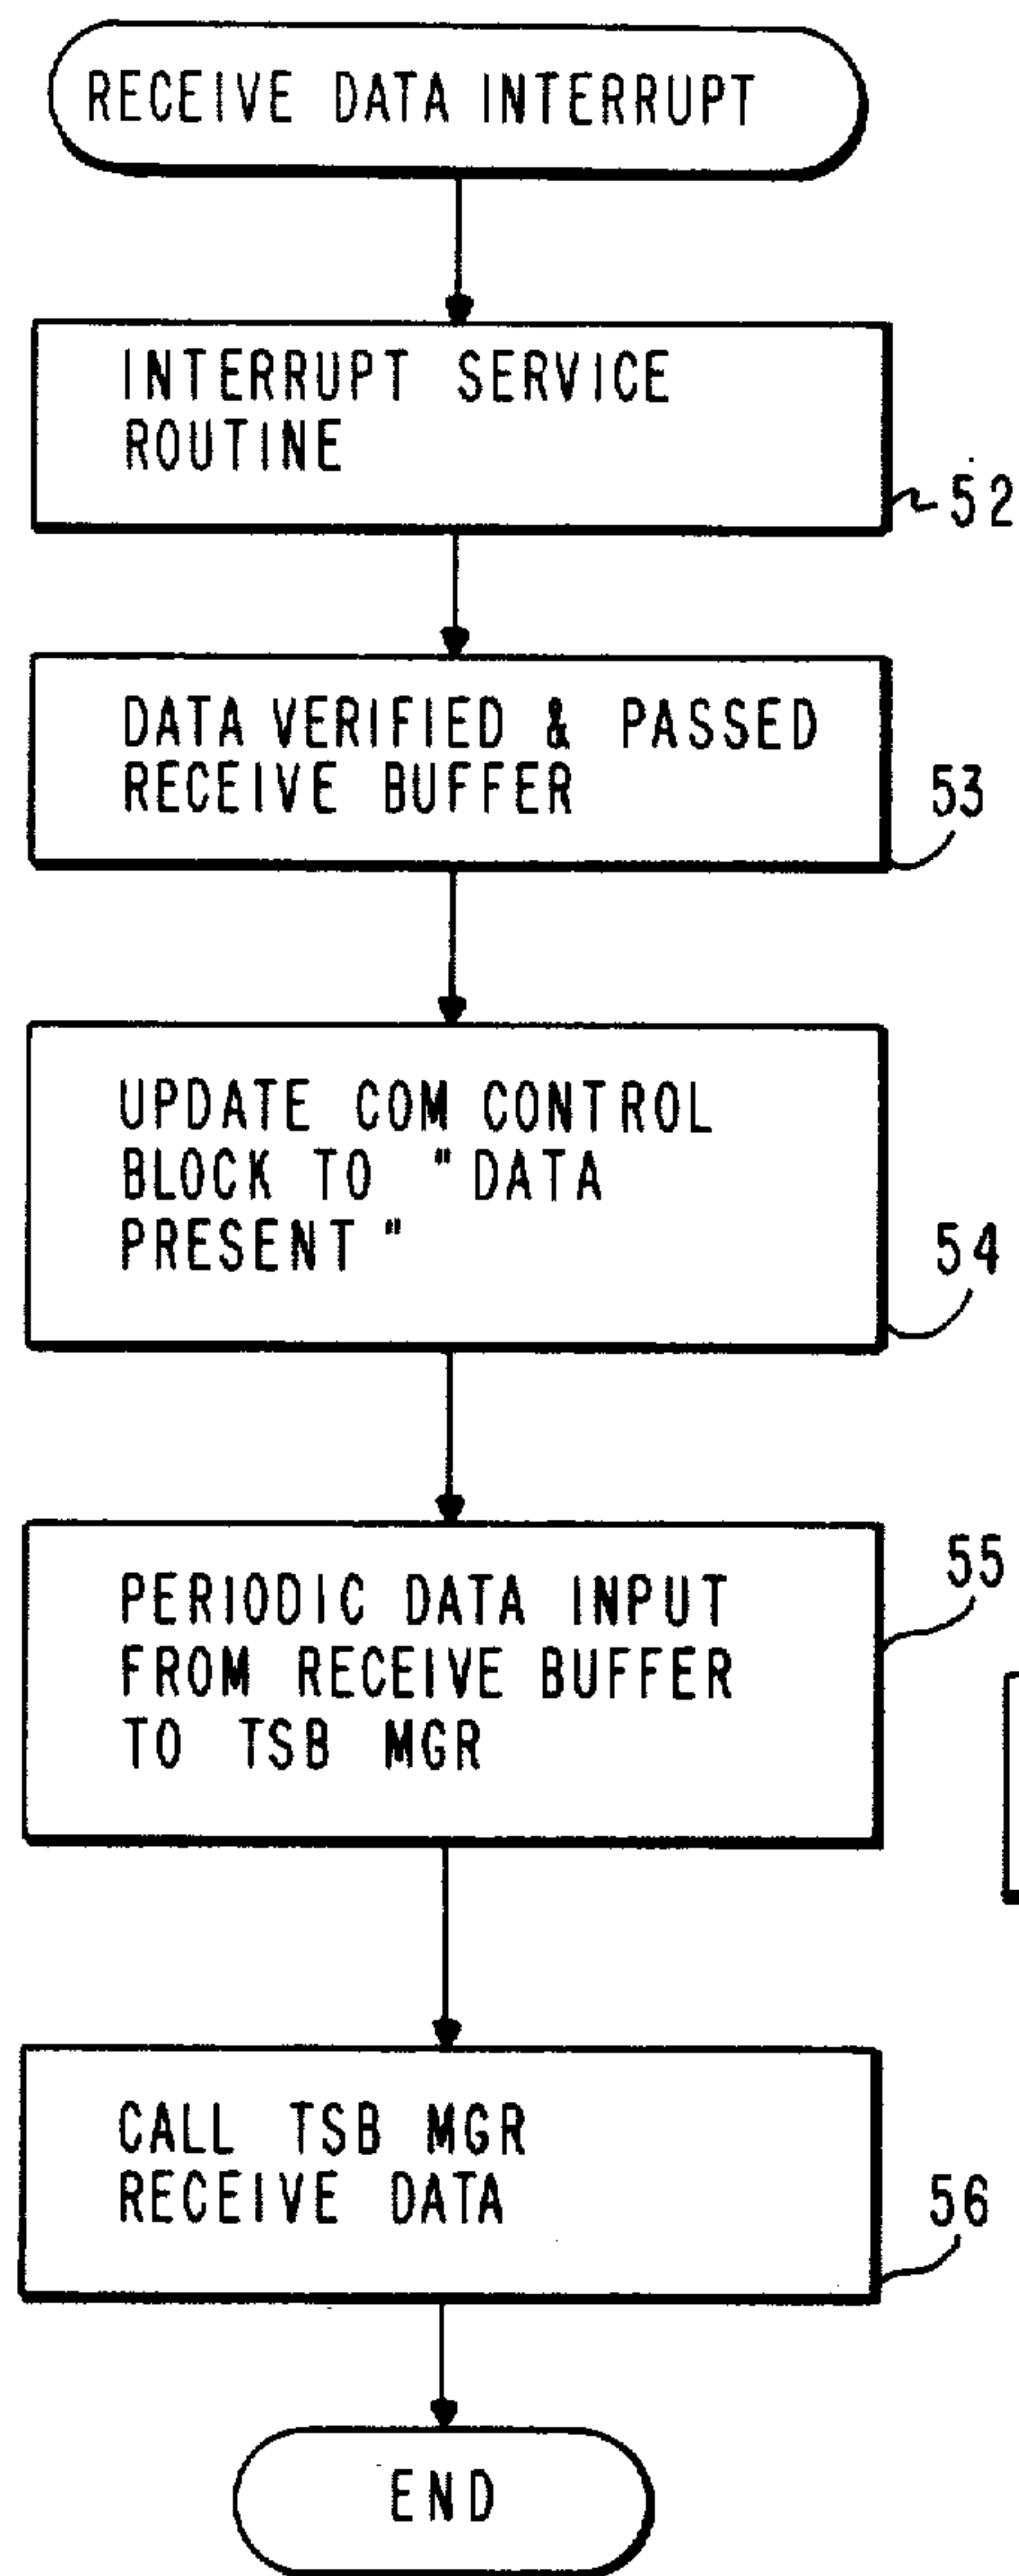 RECEIVE DATA INTERRUPT
INTERRUPT SERVICE
ROUTINE
52
DATA VERIFIED & PASSED
RECEIVE BUFFER
53
UPDATE COM CONTROL
BLOCK TO "DATA
PRESENT"
54
PERIODIC DATA INPUT
FROM RECEIVE BUFFER
TO TSB MGR
55
CALL TSB MGR
RECEIVE DATA
56
END